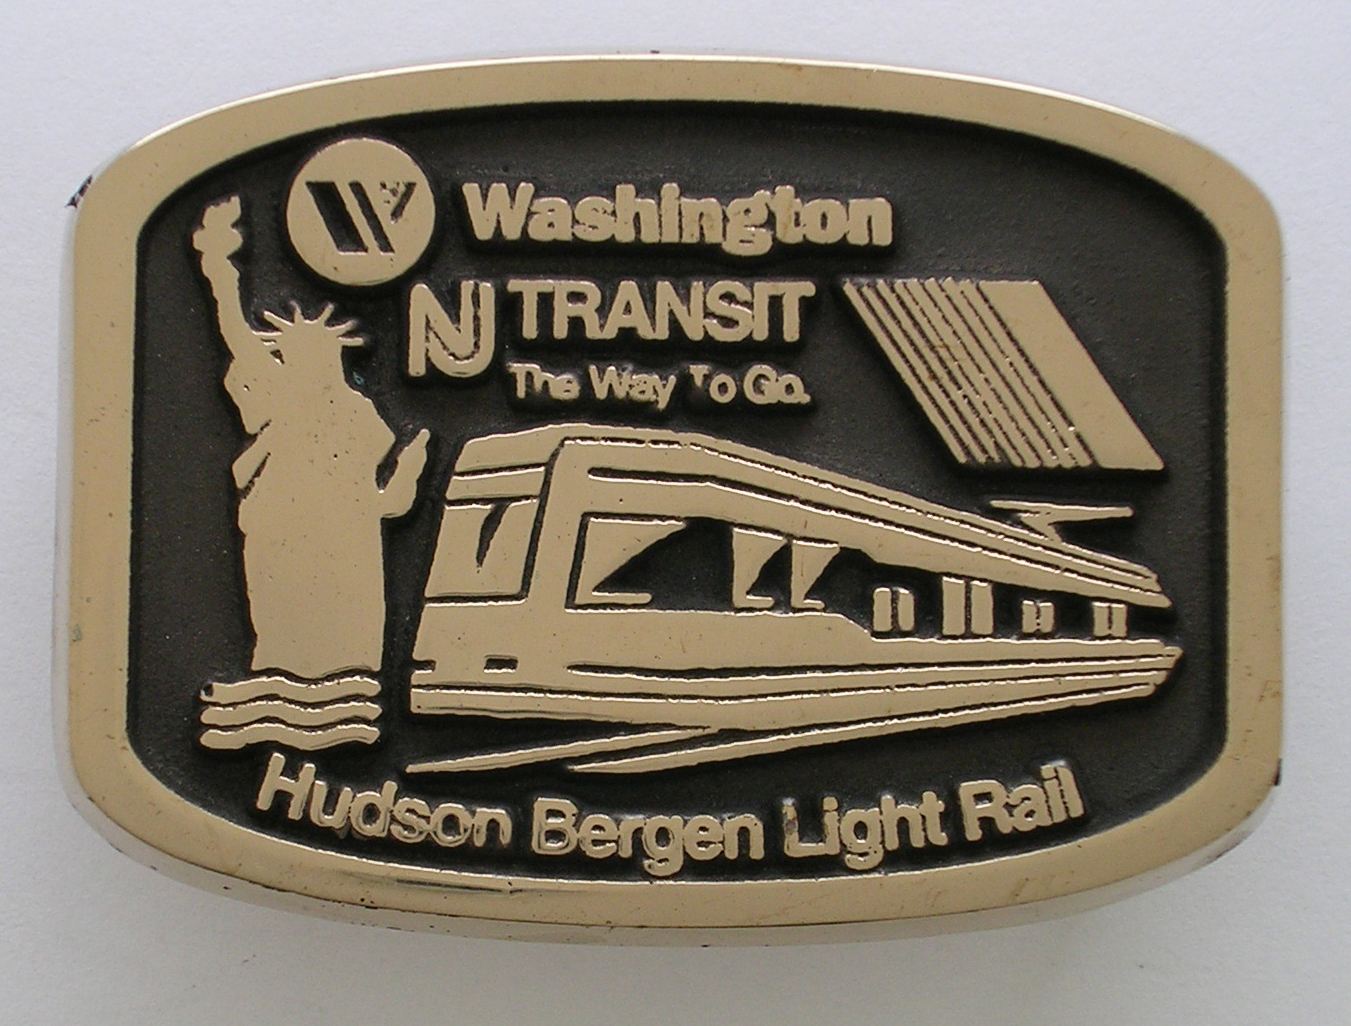 W Washington
NJ TRANSIT
The Way To Go.
Hudson Bergen Light Rail